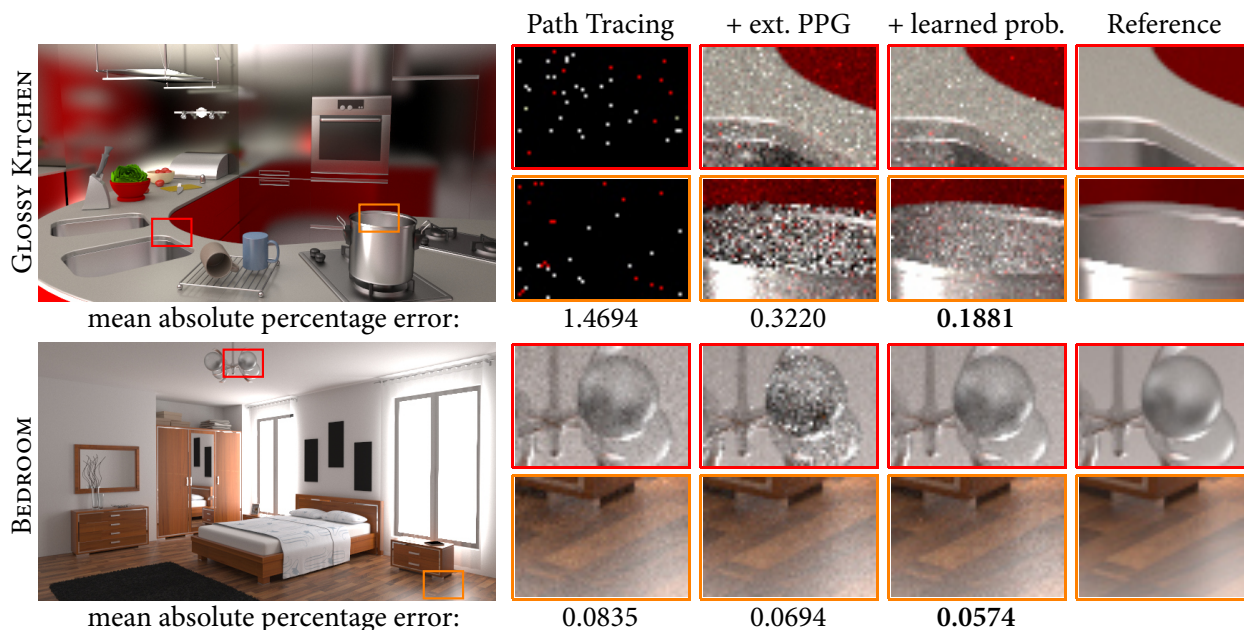 Path Tracing + ext. PPG + learned prob. Reference
GLOSSY KITCHEN
mean absolute percentage error: 1.4694 0.3220 0.1881
BEDROOM
mean absolute percentage error: 0.0835 0.0694 0.0574